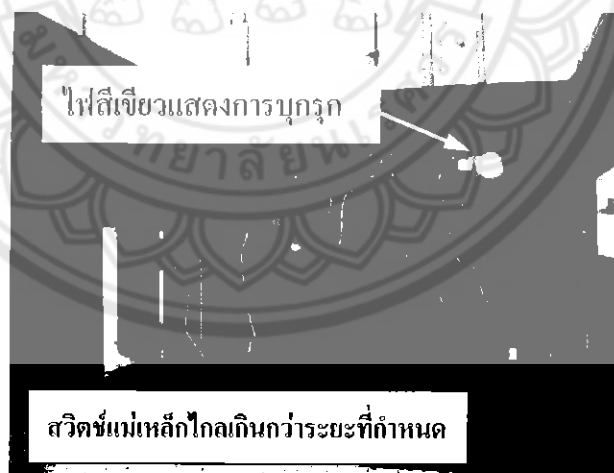 ไฟสีเขียวแสดงการบุกรุก
สวิตช์แม่เหล็กไกลเกินกว่าระยะที่กำหนด